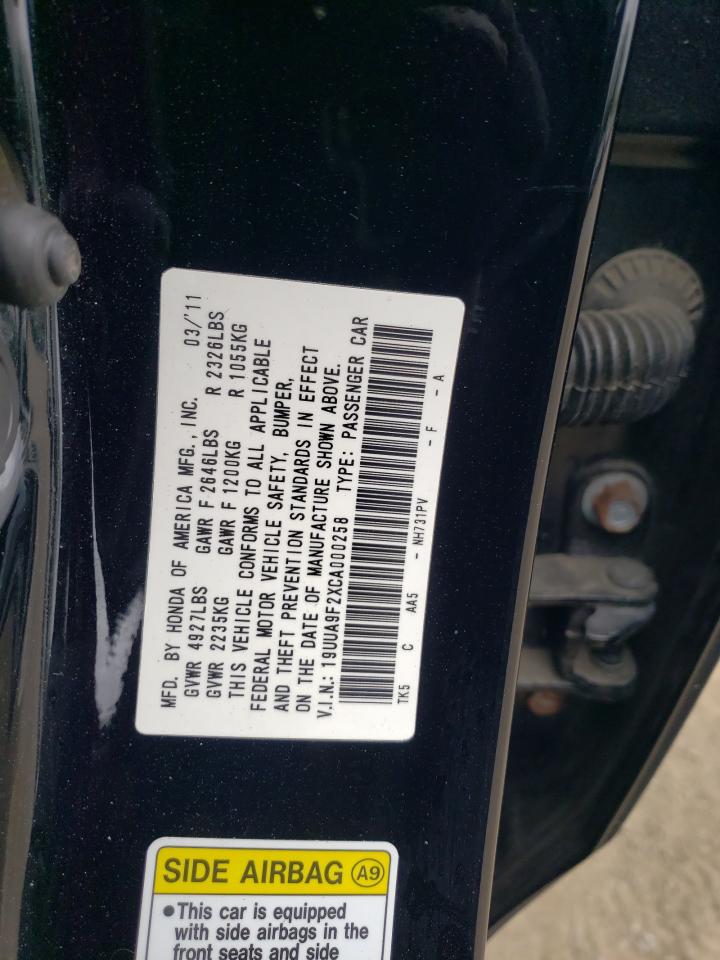 MFD. BY HONDA OF AMERICA MFG., INC. 03/'11
GVWR 4927LBS GAWR F 2646LBS R 2326LBS
GVWR 2235KG GAWR F 1200KG R 1055KG
THIS VEHICLE CONFORMS TO ALL APPLICABLE
FEDERAL MOTOR VEHICLE SAFETY, BUMPER,
AND THEFT PREVENTION STANDARDS IN EFFECT
ON THE DATE OF MANUFACTURE SHOWN ABOVE.
V.I.N.: 19UUA9F2XCA000258 TYPE: PASSENGER CAR
TK5 C AA5 - NH731PV - F - A
SIDE AIRBAG A9
●This car is equipped
with side airbags in the
front seats and side